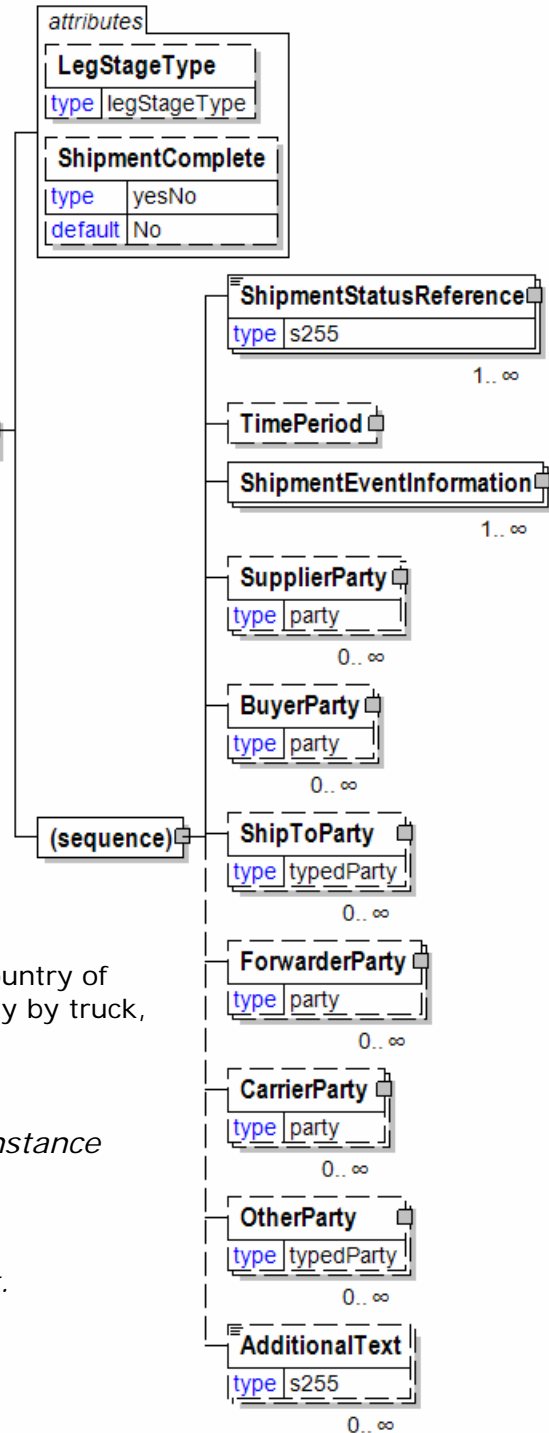 attributes
LegStageType
type legStageType
ShipmentComplete
type yesNo
default No
ShipmentStatusReference
type s255
1.. ∞
TimePeriod
ShipmentEventInformation
1.. ∞
SupplierParty
type party
0.. ∞
BuyerParty
type party
0.. ∞
(sequence)
ShipToParty
type typedParty
0.. ∞
ountry of
y by truck,
ForwarderParty
type party
0.. ∞
nstance
CarrierParty
type party
0.. ∞
OtherParty
type typedParty
0.. ∞
AdditionalText
type s255
0.. ∞